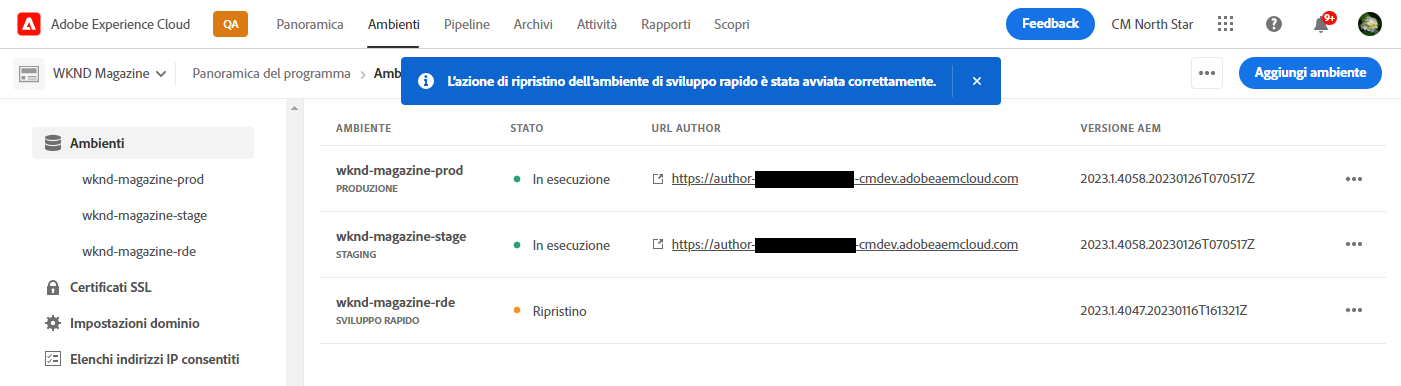 Adobe Experience Cloud QA Panoramica Ambienti Pipeline Archivi Attività Rapporti Scopri Feedback CM North Star 9+
WKND Magazine Panoramica del programma Amb
L'azione di ripristino dell'ambiente di sviluppo rapido è stata avviata correttamente.
Aggiungi ambiente
Ambienti
wknd-magazine-prod
wknd-magazine-stage
wknd-magazine-rde
Certificati SSL
Impostazioni dominio
Elenchi indirizzi IP consentiti
AMBIENTE STATO URL AUTHOR VERSIONE AEM
wknd-magazine-prod
PRODUZIONE
In esecuzione https://author- -cmdev.adobeaemcloud.com 2023.1.4058.20230126T070517Z
wknd-magazine-stage
STAGING
In esecuzione https://author- -cmdev.adobeaemcloud.com 2023.1.4058.20230126T070517Z
wknd-magazine-rde
SVILUPPO RAPIDO
Ripristino 2023.1.4047.20230116T161321Z